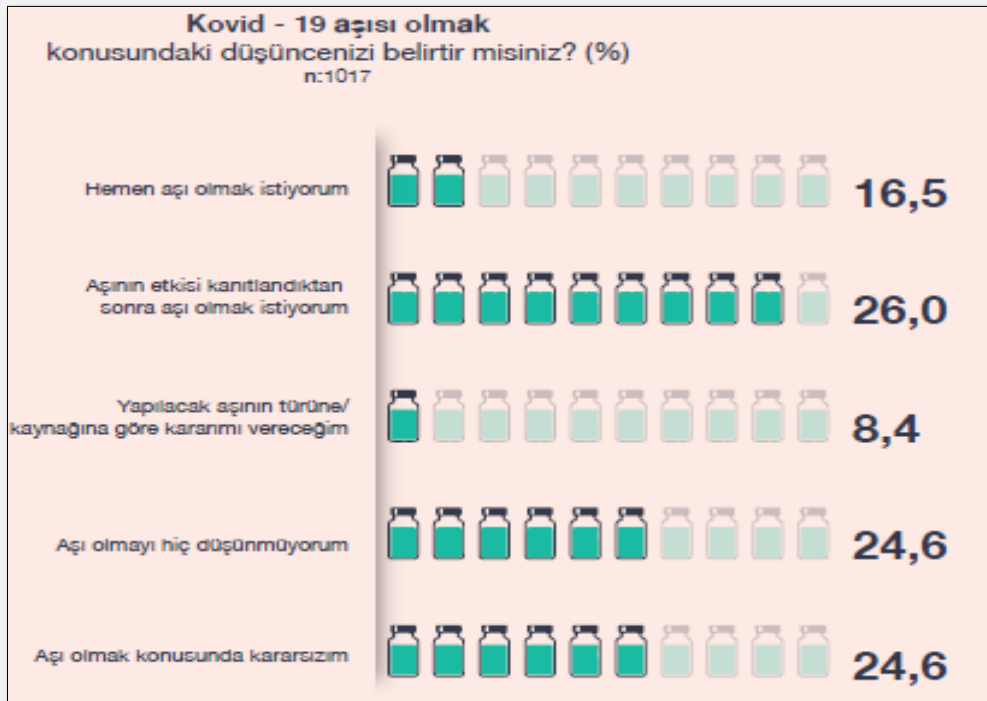 Kovid - 19 aşısı olmak
konusundaki düşüncenizi belirtir misiniz? (%)
n:1017
Hemen aşı olmak istiyorum
16,5
Aşının etkisi kanıtlandıktan
sonra aşı olmak istiyorum
26,0
Yapılacak aşının türüne/
kaynağına göre kararımı vereceğim
8,4
Aşı olmayı hiç düşünmüyorum
24,6
Aşı olmak konusunda kararsızım
24,6